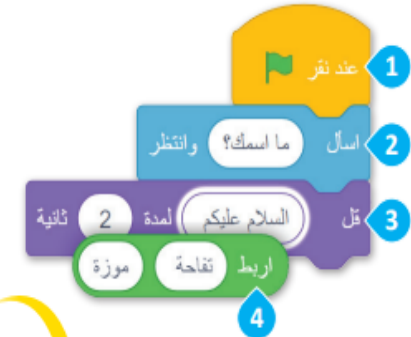 عند نقر 1
اسأل ما اسمك؟ وانتظر 2
قل السلام عليكم لمدة 2 ثانية 3
اربط تفاحة موزة
4